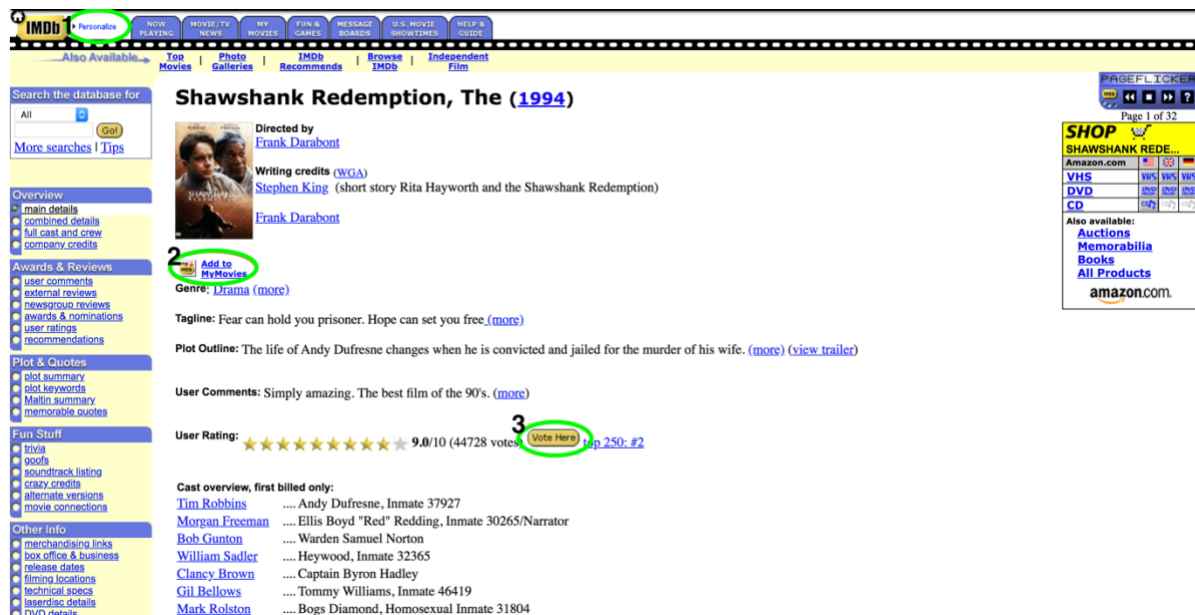 IMDb 1 Personalize
NOW PLAYING
MOVIE/TV NEWS
MY MOVIES
FUN & GAMES
MESSAGE BOARDS
U.S. MOVIE SHOWTIMES
HELP & GUIDE
Also Available
Top Movies | Photo Galleries | IMDb Recommends | Browse IMDb | Independent Film
Search the database for
All
Go!
More searches | Tips
Overview
main details
combined details
full cast and crew
company credits
Awards & Reviews
user comments
external reviews
newsgroup reviews
awards & nominations
user ratings
recommendations
Plot & Quotes
plot summary
plot keywords
Maltin summary
memorable quotes
Fun Stuff
trivia
goofs
soundtrack listing
crazy credits
alternate versions
movie connections
Other Info
merchandising links
box office & business
release dates
filming locations
technical specs
laserdisc details
DVD details
Shawshank Redemption, The (1994)
Directed by
Frank Darabont
Writing credits (WGA)
Stephen King (short story Rita Hayworth and the Shawshank Redemption)
Frank Darabont
2
Add to
MyMovies
Genre: Drama (more)
Tagline: Fear can hold you prisoner. Hope can set you free (more)
Plot Outline: The life of Andy Dufresne changes when he is convicted and jailed for the murder of his wife. (more) (view trailer)
User Comments: Simply amazing. The best film of the 90's. (more)
3
User Rating: 9.0/10 (44728 votes) Vote Here top 250: #2
Cast overview, first billed only:
Tim Robbins .... Andy Dufresne, Inmate 37927
Morgan Freeman .... Ellis Boyd "Red" Redding, Inmate 30265/Narrator
Bob Gunton .... Warden Samuel Norton
William Sadler .... Heywood, Inmate 32365
Clancy Brown .... Captain Byron Hadley
Gil Bellows .... Tommy Williams, Inmate 46419
Mark Rolston .... Bogs Diamond, Homosexual Inmate 31804
PAGEFLICKER
?
Page 1 of 32
SHOP
SHAWSHANK REDE...
Amazon.com
VHS VHS VHS VHS
DVD DVD DVD DVD
CD
Also available:
Auctions
Memorabilia
Books
All Products
amazon.com.